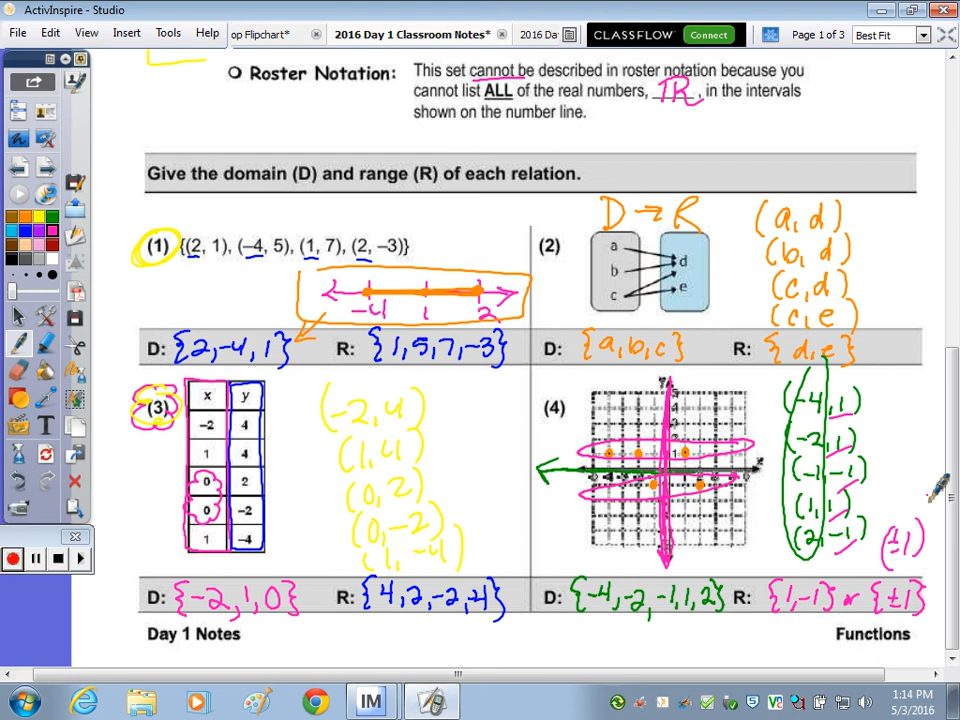 ActivInspire - Studio
File Edit View Insert Tools Help
op Flipchart* 2016 Day 1 Classroom Notes* 2016 Da
CLASSFLOW Connect
Page 1 of 3 Best Fit
Roster Notation: This set cannot be described in roster notation because you
cannot list ALL of the real numbers, ℝ, in the intervals
shown on the number line.
Give the domain (D) and range (R) of each relation.
(1) {(2, 1), (–4, 5), (1, 7), (2, –3)}
-4 1 2
D: {2,-4,1} R: {1,5,7,-3}
(2)
D → R
a
b
c
d
e
(a,d)
(b,d)
(c,d)
(c,e)
D: {a,b,c} R: {d,e}
(3)
x y
–2 4
1 4
0 2
0 –2
1 –4
(-2,4)
(1,4)
(0,2)
(0,-2)
(1,-4)
D: {-2,1,0} R: {4,2,-2,-4}
(4)
(-4,1)
(-2,1)
(-1,-1)
(1,1)
(2,-1)
(±1)
D: {-4,-2,-1,1,2} R: {1,-1} or {±1}
Day 1 Notes Functions
IM
1:14 PM
5/3/2016